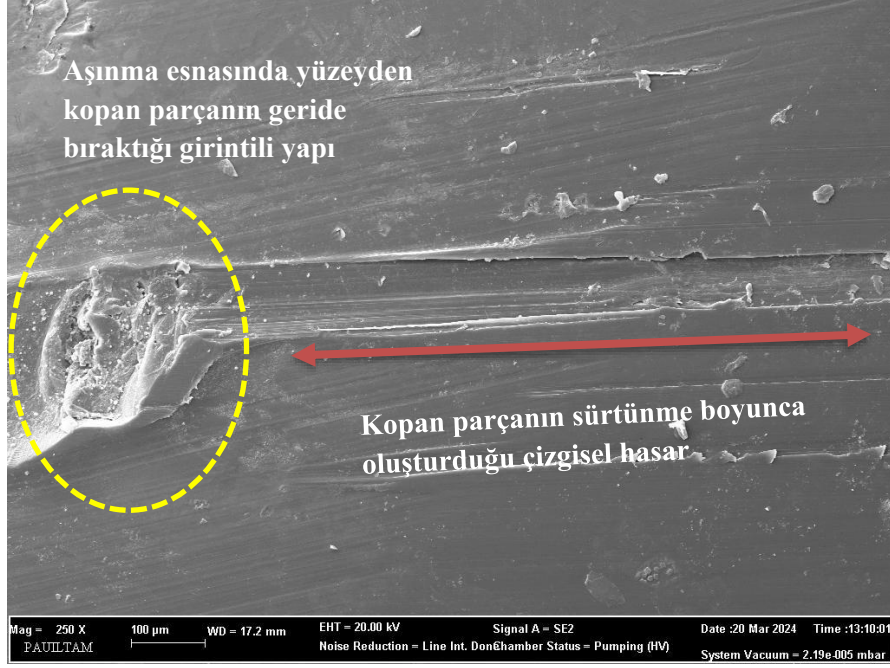 Aşınma esnasında yüzeyden
kopan parçanın geride
bıraktığı girintili yapı
Kopan parçanın sürtünme boyunca
oluşturduğu çizgisel hasar
Mag = 250 X
100 µm
WD = 17.2 mm
EHT = 20.00 kV
Signal A = SE2
Date :20 Mar 2024 Time :13:10:01
PAUILTAM
Noise Reduction = Line Int. Done
Chamber Status = Pumping (HV)
System Vacuum = 2.19e-005 mbar